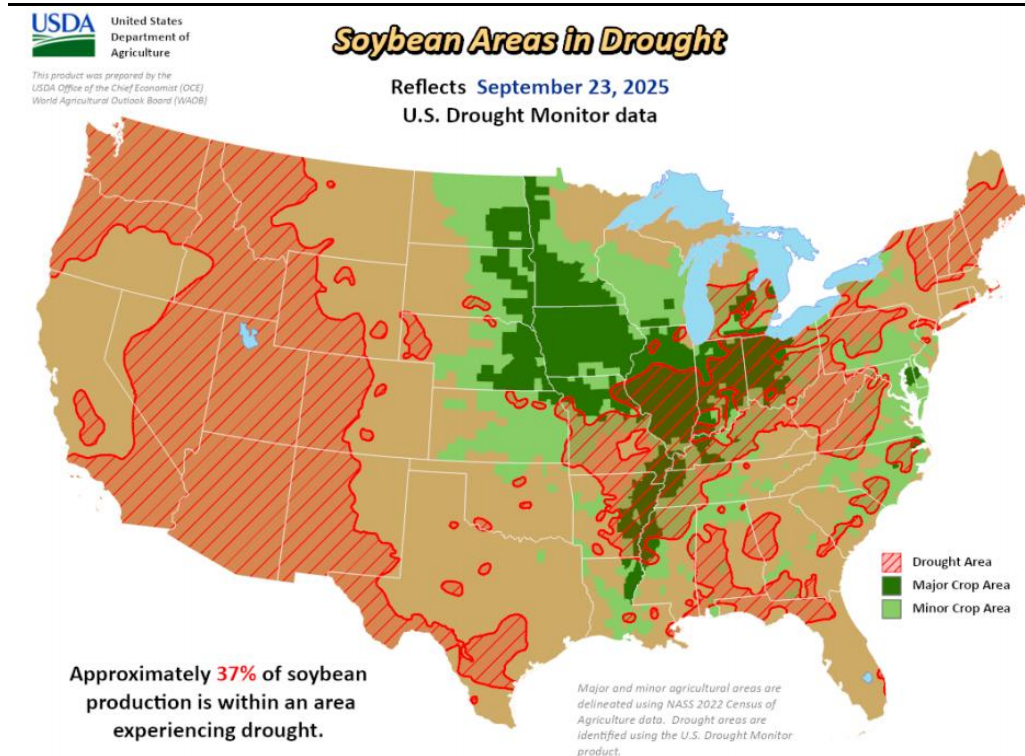 USDA
United States
Department of
Agriculture
This product was prepared by the
USDA Office of the Chief Economist (OCE)
World Agricultural Outlook Board (WAOB)
Soybean Areas in Drought
Reflects September 23, 2025
U.S. Drought Monitor data
Drought Area
Major Crop Area
Minor Crop Area
Approximately 37% of soybean
production is within an area
experiencing drought.
Major and minor agricultural areas are
delineated using NASS 2022 Census of
Agriculture data. Drought areas are
identified using the U.S. Drought Monitor
product.